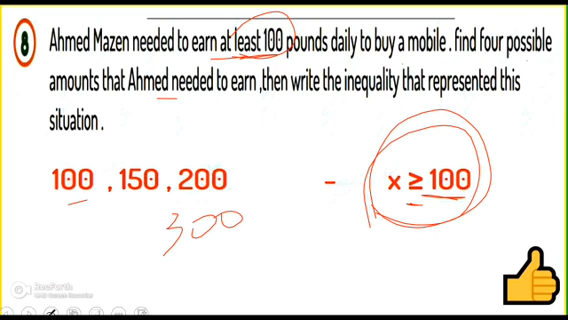 8
Ahmed Mazen needed to earn at least 100 pounds daily to buy a mobile . Find four possible
amounts that Ahmed needed to earn ,then write the inequality that represented this
situation .
100 , 150 , 200 - x ≥ 100
300